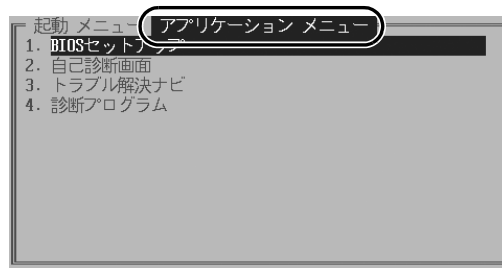 起動 メニュー アプリケーション メニュー
1. BIOSセットアップ
2. 自己診断画面
3. トラブル解決ナビ
4. 診断プログラム